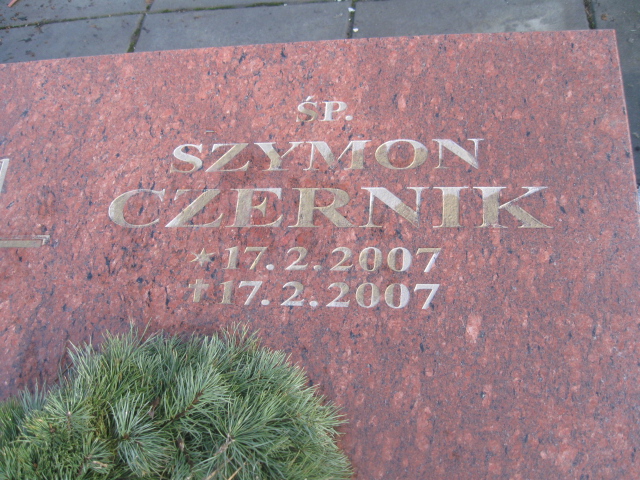 ŚP.
SZYMON
CZERNIK
★17.2.2007
✝17.2.2007